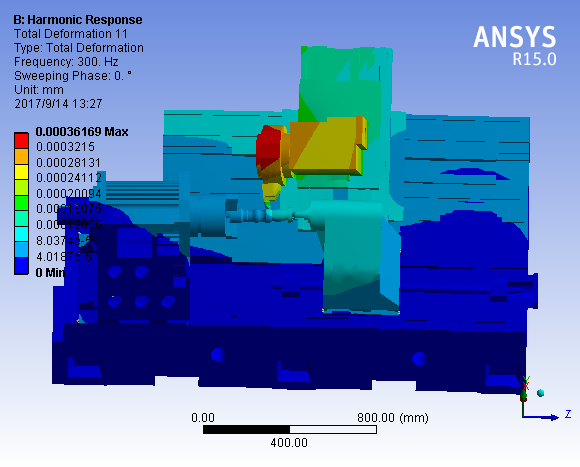 B: Harmonic Response
Total Deformation 11
Type: Total Deformation
Frequency: 300. Hz
Sweeping Phase: 0. °
Unit: mm
2017/9/14 13:27
ANSYS
R15.0
0.00036169 Max
0.0003215
0.00028131
0.00024112
0.00020094
0 Min
0.00
800.00 (mm)
400.00
Z